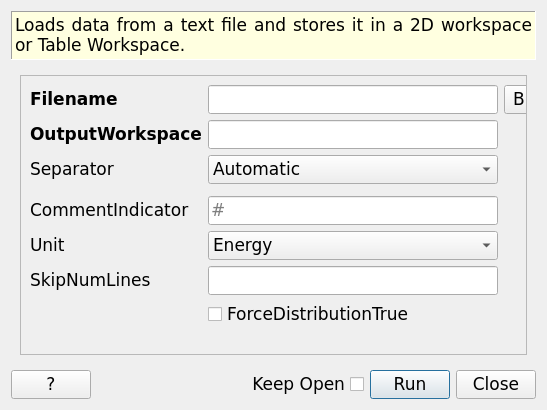 Loads data from a text file and stores it in a 2D workspace
or Table Workspace.
Filename
B
OutputWorkspace
Separator
Automatic
CommentIndicator
#
Unit
Energy
SkipNumLines
ForceDistributionTrue
?
Keep Open
Run
Close